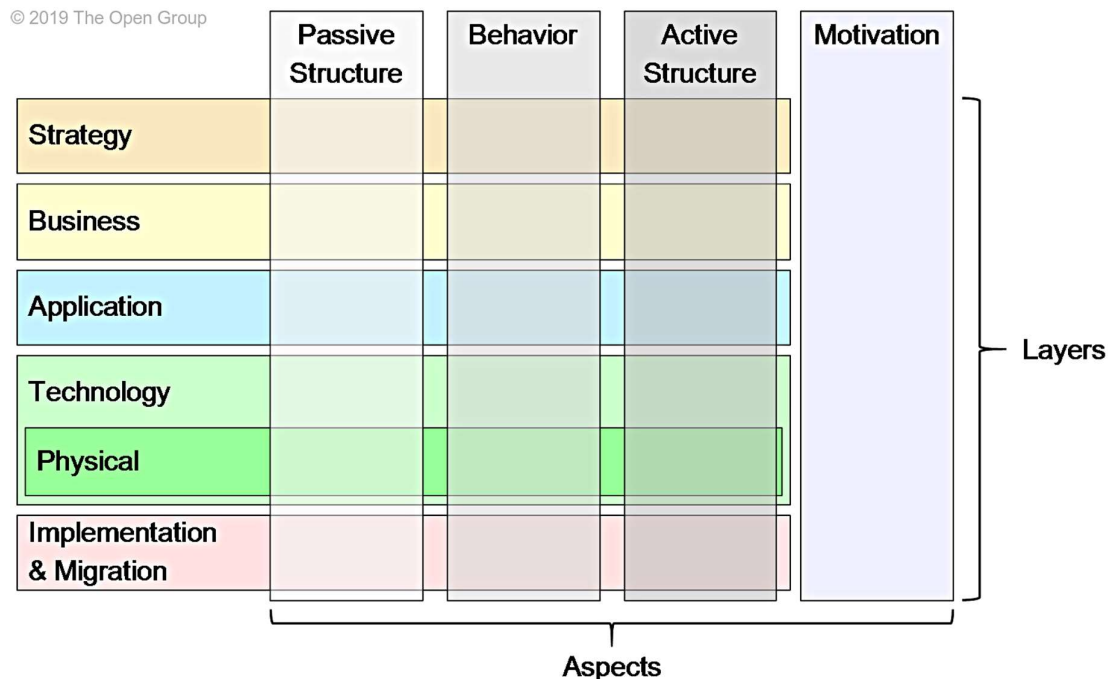 © 2019 The Open Group
Passive
Structure
Behavior
Active
Structure
Motivation
Strategy
Business
Application
Technology
Physical
Implementation
& Migration
Layers
Aspects